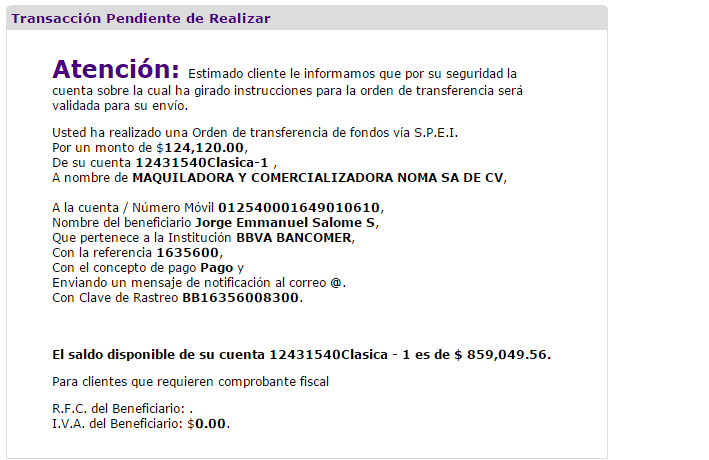 Transacción Pendiente de Realizar
Atención: Estimado cliente le informamos que por su seguridad la
cuenta sobre la cual ha girado instrucciones para la orden de transferencia será
validada para su envío.
Usted ha realizado una Orden de transferencia de fondos vía S.P.E.I.
Por un monto de $124,120.00,
De su cuenta 12431540Clasica-1 ,
A nombre de MAQUILADORA Y COMERCIALIZADORA NOMA SA DE CV,
A la cuenta / Número Móvil 012540001649010610,
Nombre del beneficiario Jorge Emmanuel Salome S,
Que pertenece a la Institución BBVA BANCOMER,
Con la referencia 1635600,
Con el concepto de pago Pago y
Enviando un mensaje de notificación al correo @.
Con Clave de Rastreo BB16356008300.
El saldo disponible de su cuenta 12431540Clasica - 1 es de $ 859,049.56.
Para clientes que requieren comprobante fiscal
R.F.C. del Beneficiario: .
I.V.A. del Beneficiario: $0.00.